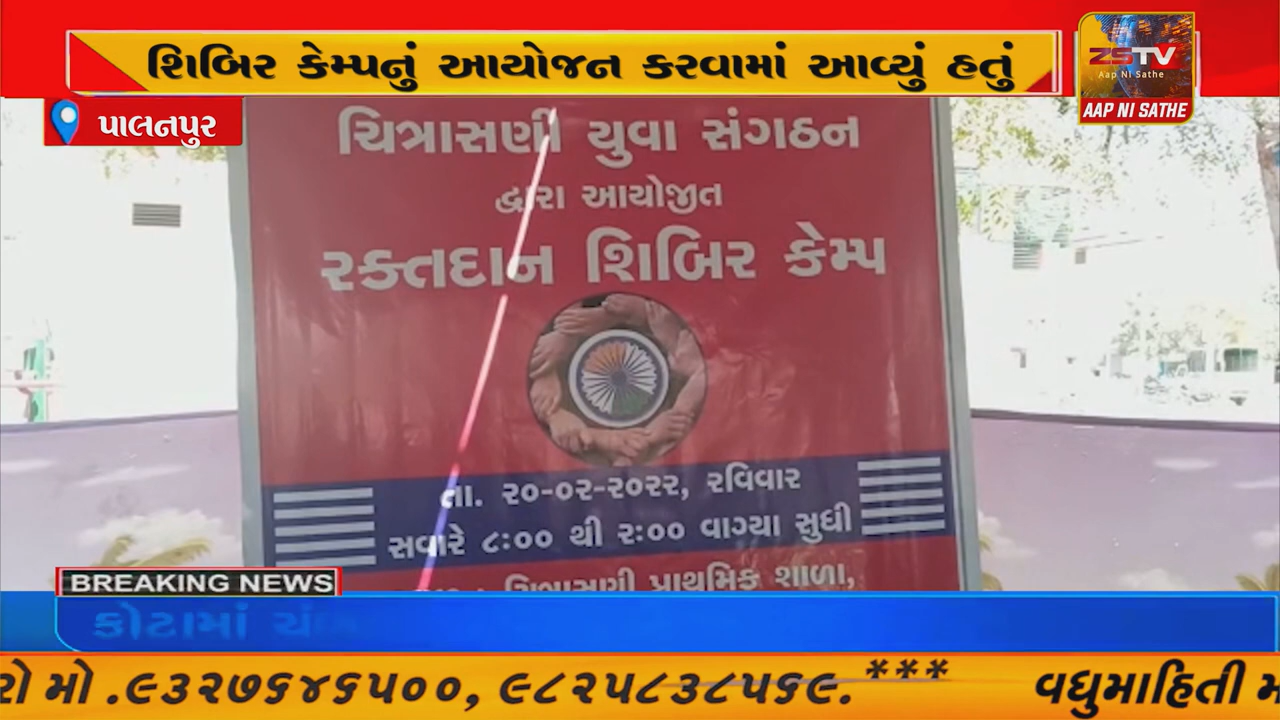 શિબિર કેમ્પનું આયોજન કરવામાં આવ્યું હતું
ZSTV
Aap Ni Sathe
AAP NI SATHE
પાલનપુર
ચિત્રાસણી યુવા સંગઠન
દ્વારા આયોજીત
રક્તદાન શિબિર કેમ્પ
તા. ૨૦-૦૨-૨૦૨૨, રવિવાર
સવારે ૮:૦૦ થી ૨:૦૦ વાગ્યા સુધી
ચિત્રાસણી પ્રાથમિક શાળા,
BREAKING NEWS
કોટામાં
રો મો .૯૩૨૭૬૪૬૫૦૦, ૯૮૨૫૮૩૮૫૬૯. *** વધુમાહિતી મ